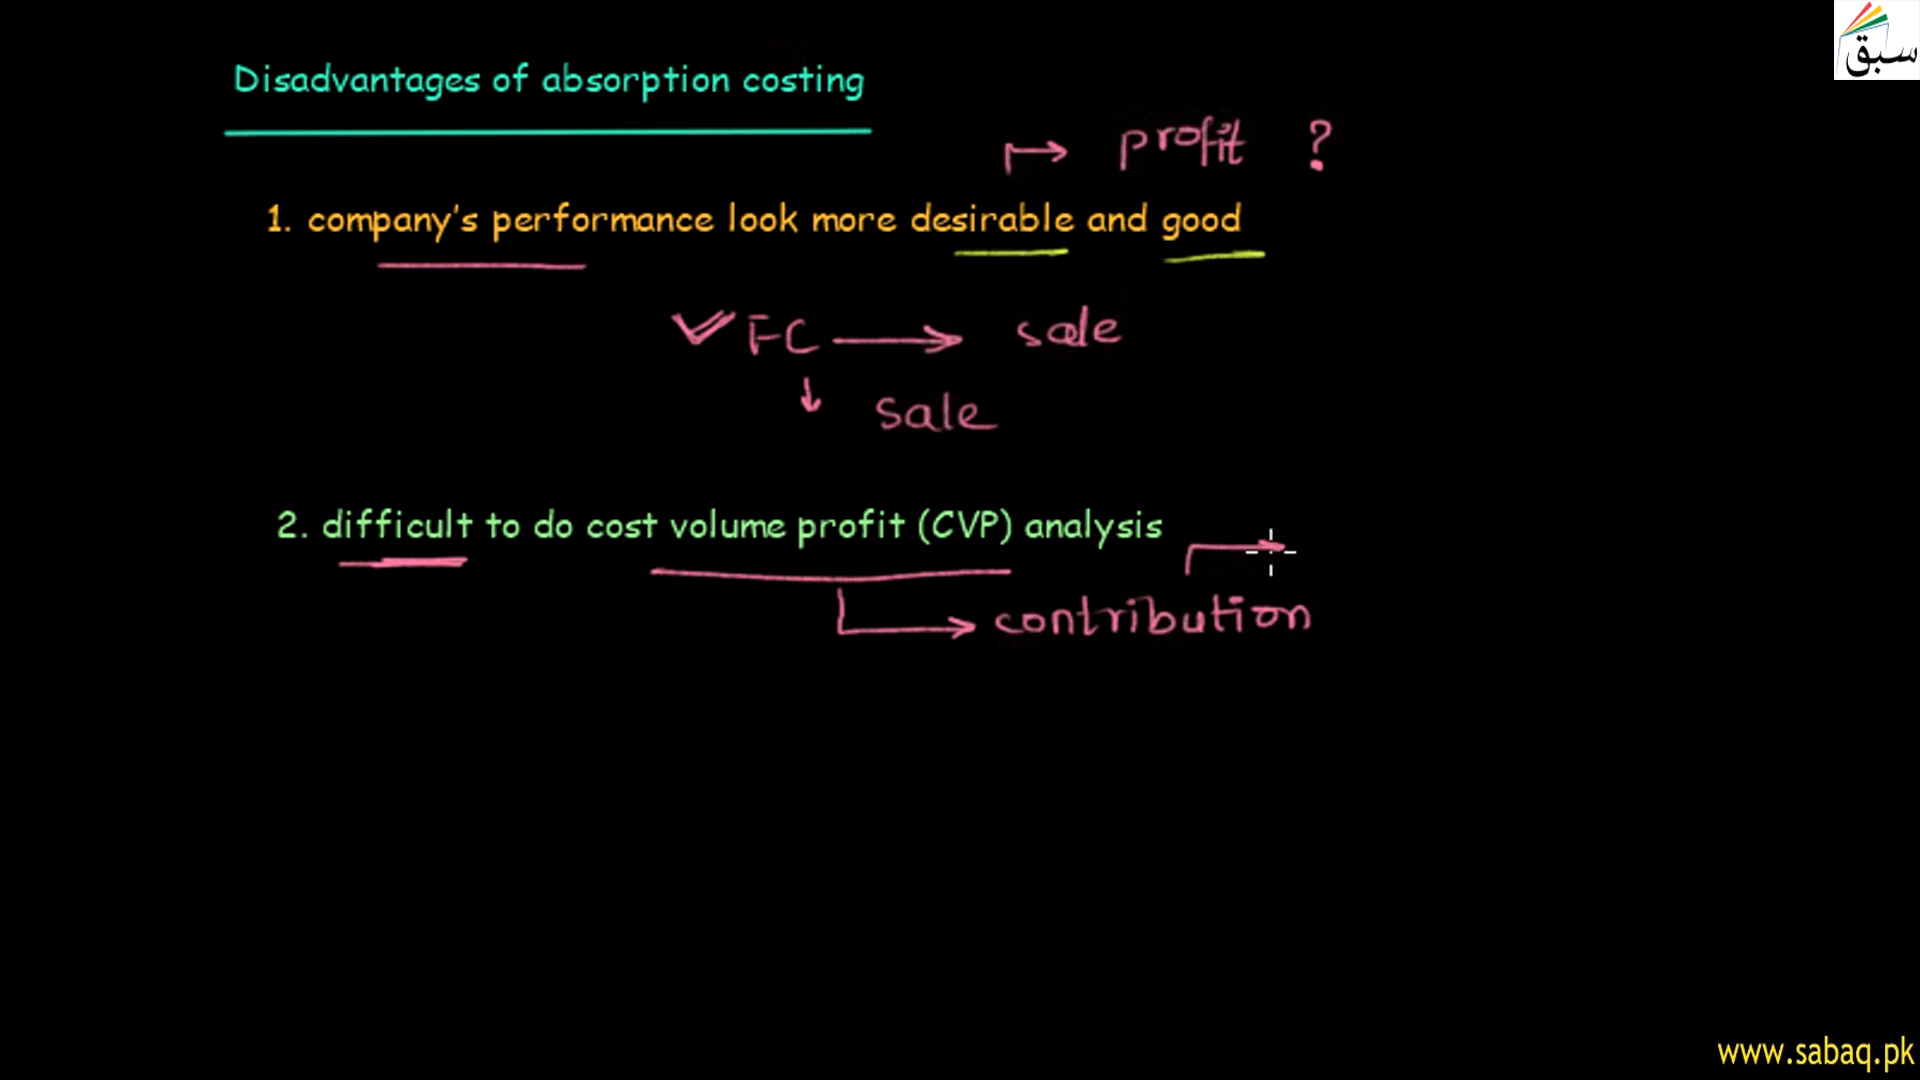 سبق
Disadvantages of absorption costing
profit ?
1. company's performance look more desirable and good
FC sale
sale
2. difficult to do cost volume profit (CVP) analysis
contribution
www.sabaq.pk